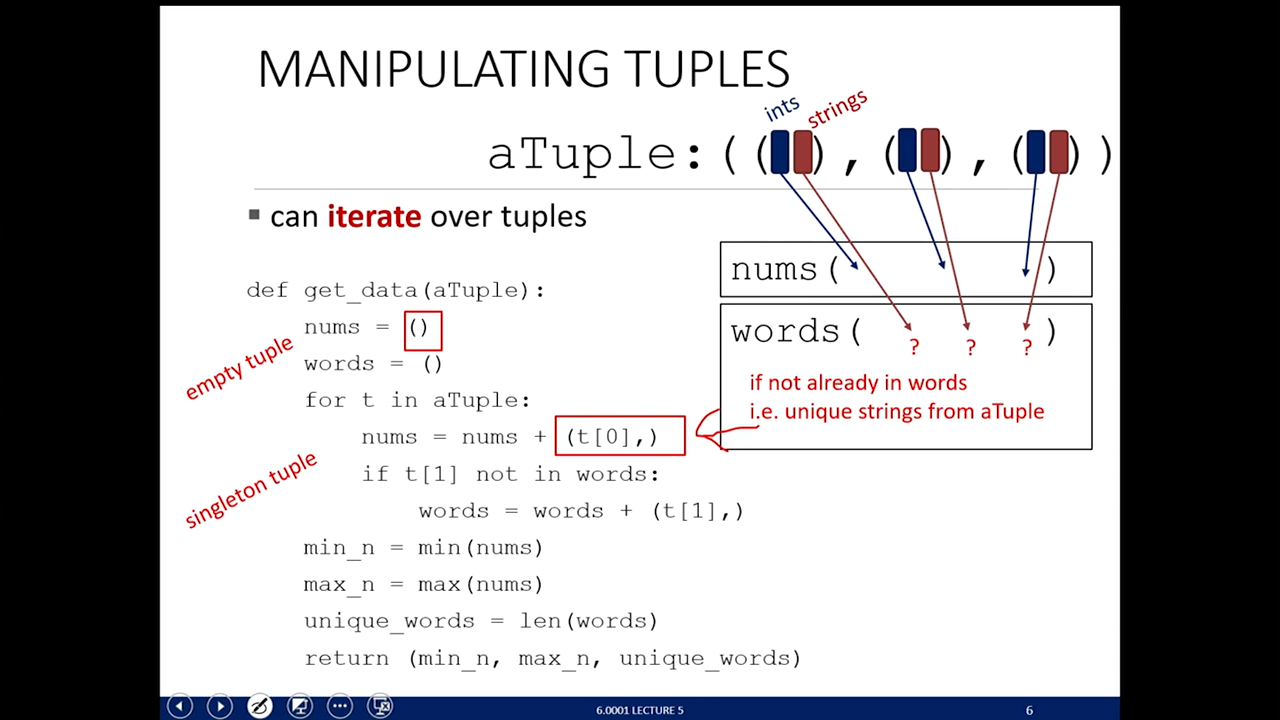 MANIPULATING TUPLES
ints
strings
aTuple:(( ),( ),( ))
▪ can iterate over tuples
nums( )
words( )
? ? ?
if not already in words
i.e. unique strings from aTuple
def get_data(aTuple):
nums = ()
empty tuple
words = ()
for t in aTuple:
nums = nums + (t[0],)
singleton tuple
if t[1] not in words:
words = words + (t[1],)
min_n = min(nums)
max_n = max(nums)
unique_words = len(words)
return (min_n, max_n, unique_words)
6.0001 LECTURE 5
6